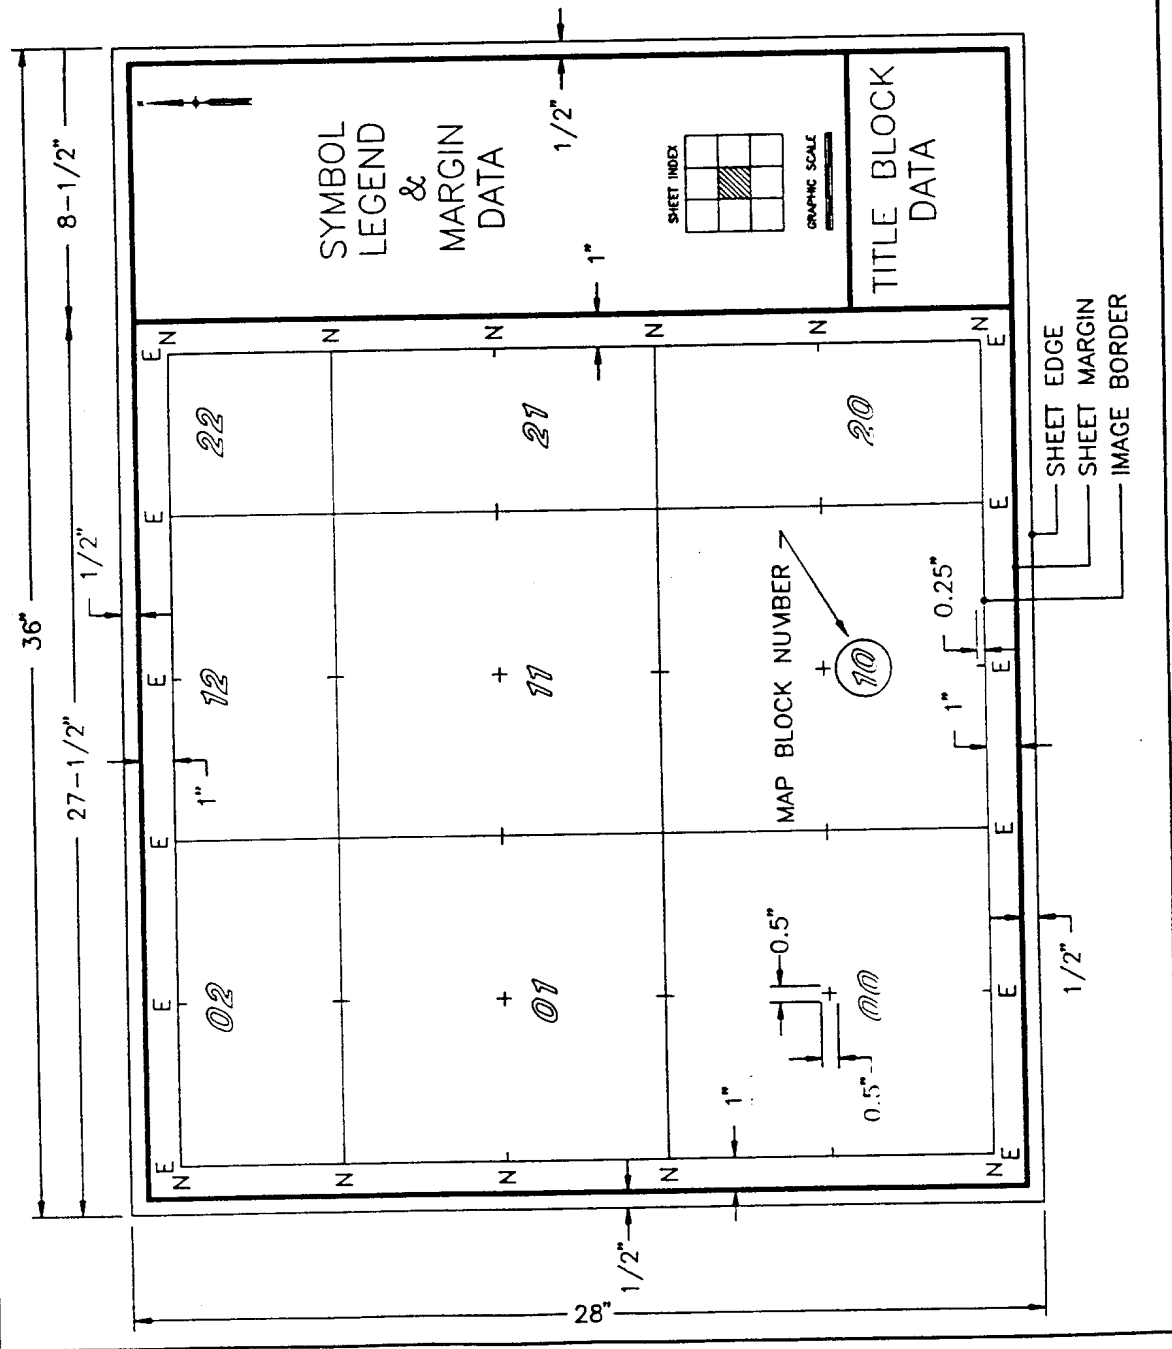 36"
27-1/2"
8-1/2"
1/2"
1"
SYMBOL
LEGEND
&
MARGIN
DATA
1/2"
SHEET INDEX
GRAPHIC SCALE
TITLE BLOCK
DATA
1"
E
E
E
E
E
E
N
N
N
N
N
N
02
12
22
01
11
21
00
10
20
MAP BLOCK NUMBER
0.5"
0.5"
1"
1"
0.25"
N
N
N
N
N
E
E
E
E
E
E
1/2"
1/2"
28"
SHEET EDGE
SHEET MARGIN
IMAGE BORDER